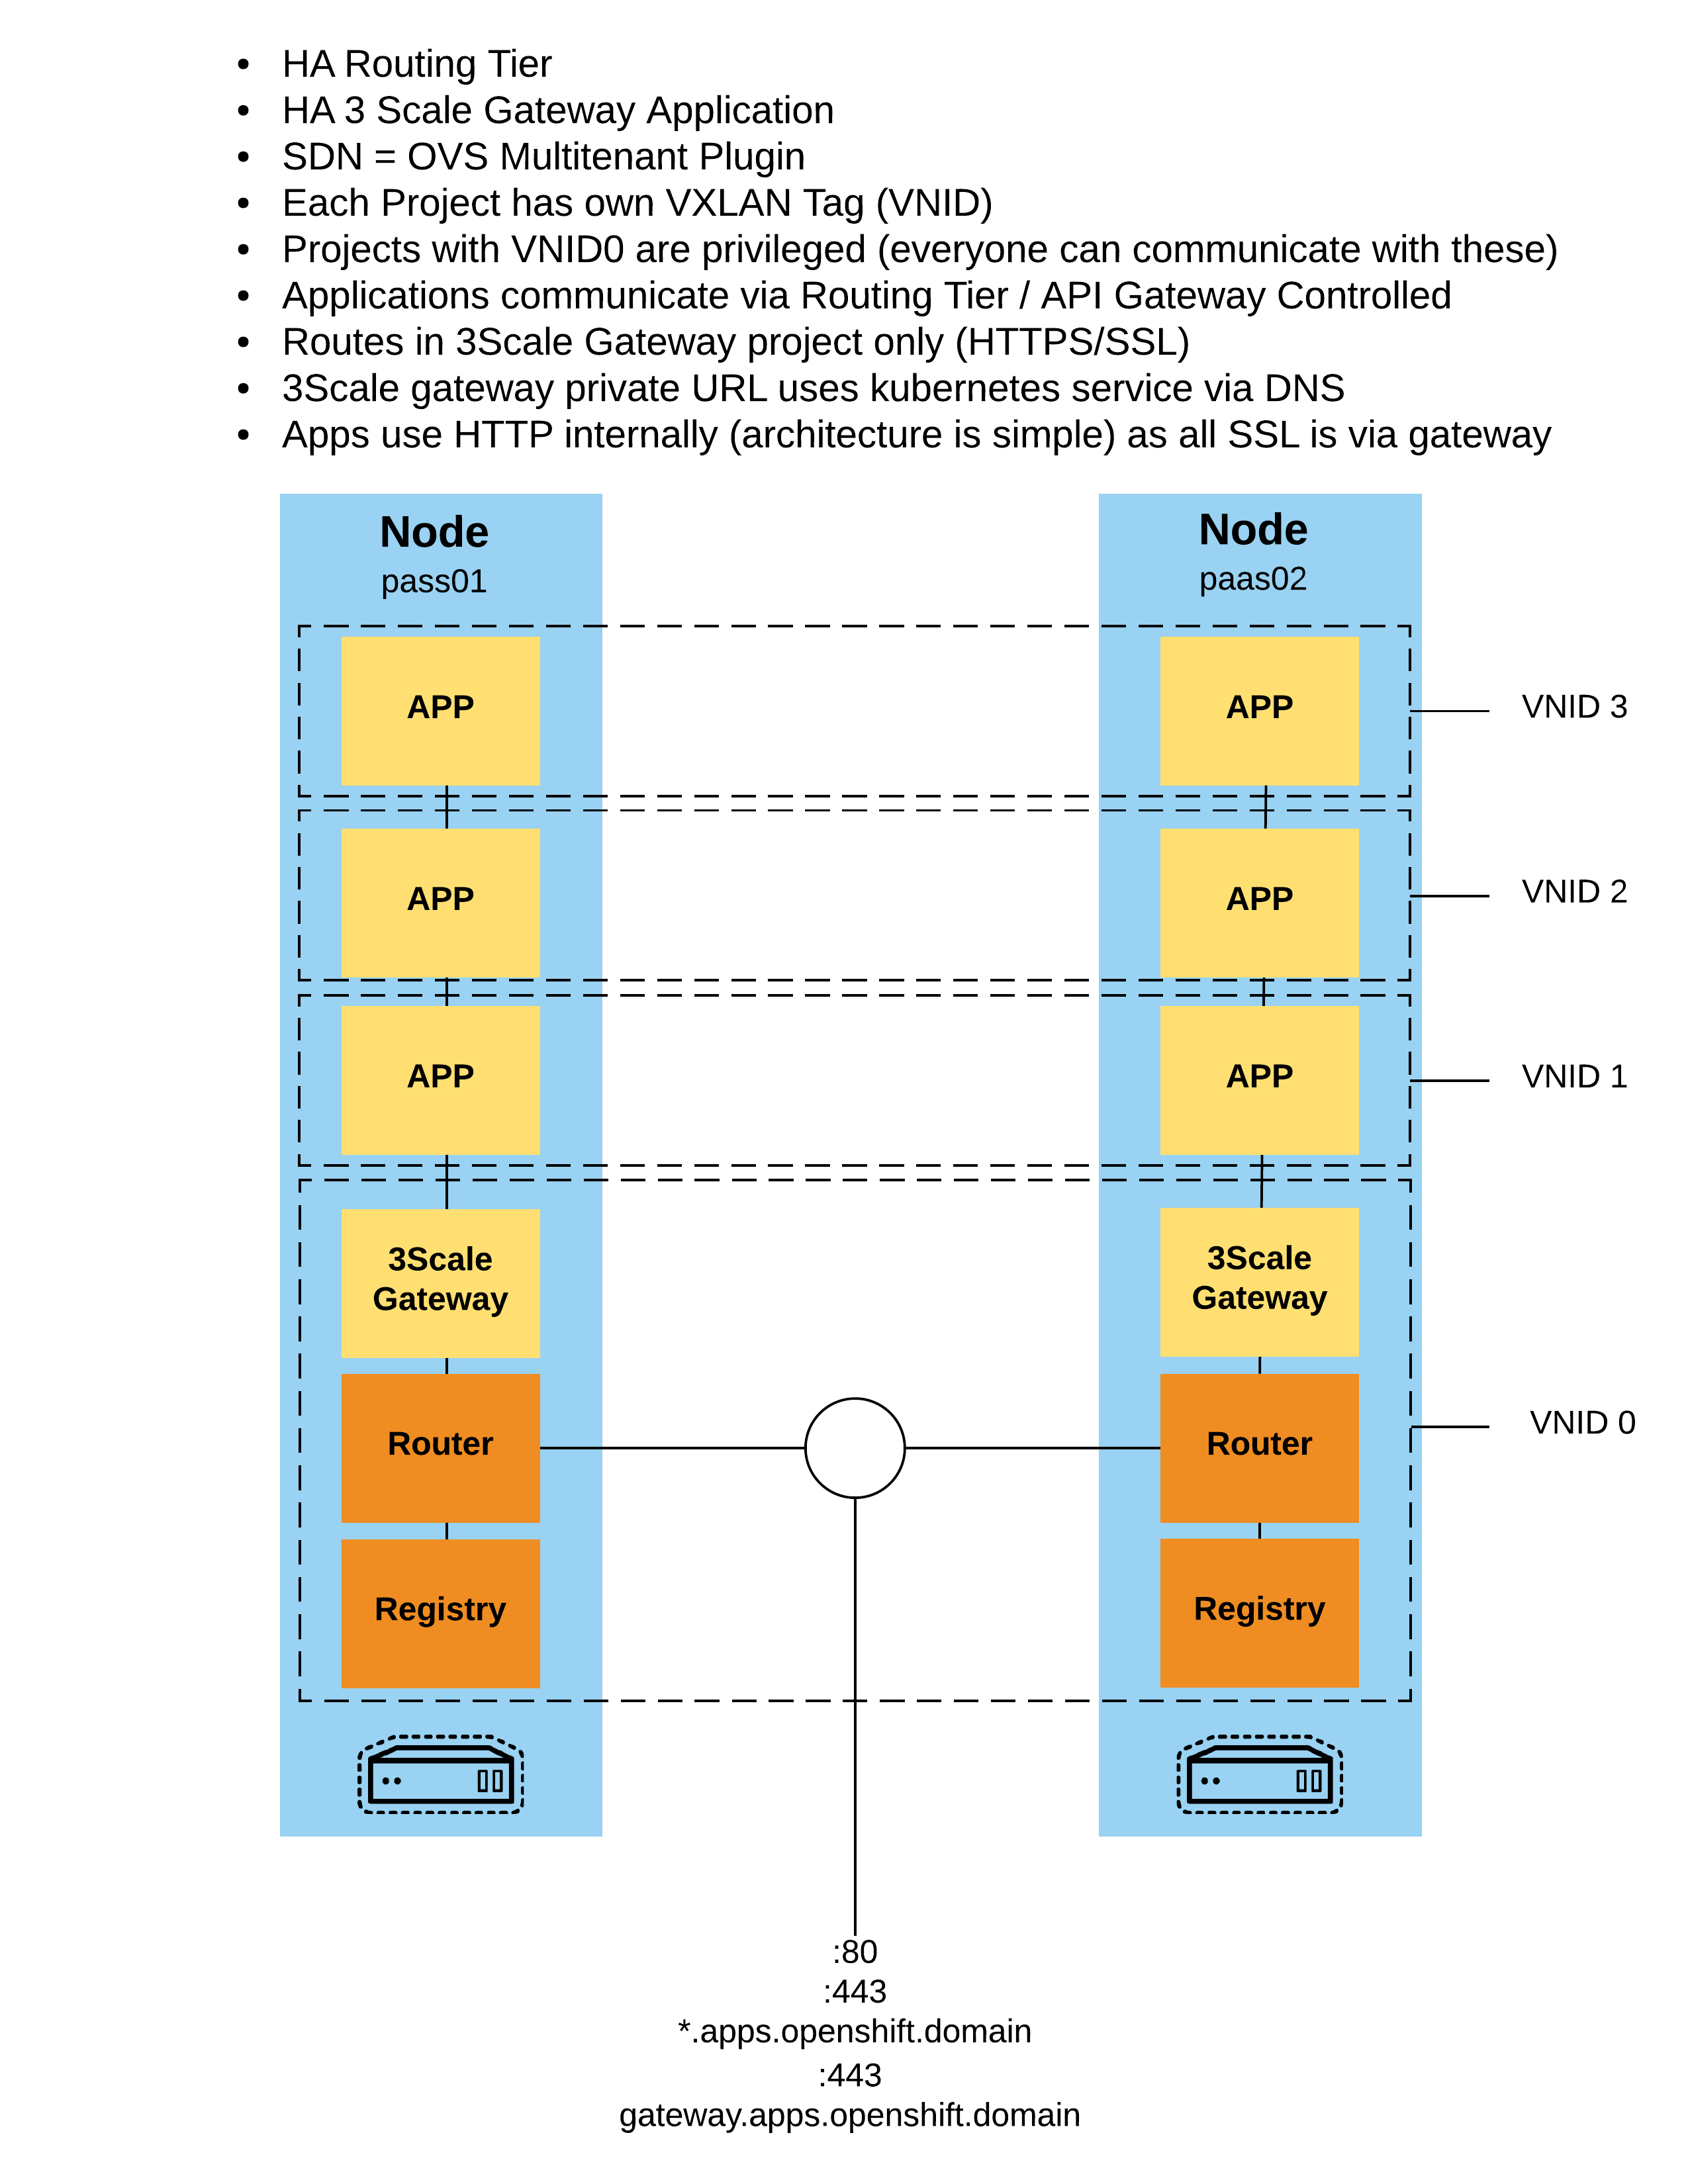 • HA Routing Tier
• HA 3 Scale Gateway Application
• SDN = OVS Multitenant Plugin
• Each Project has own VXLAN Tag (VNID)
• Projects with VNID0 are privileged (everyone can communicate with these)
• Applications communicate via Routing Tier / API Gateway Controlled
• Routes in 3Scale Gateway project only (HTTPS/SSL)
• 3Scale gateway private URL uses kubernetes service via DNS
• Apps use HTTP internally (architecture is simple) as all SSL is via gateway
Node
pass01
Node
paas02
APP
APP
VNID 3
APP
APP
VNID 2
APP
APP
VNID 1
3Scale
Gateway
3Scale
Gateway
Router
Router
VNID 0
Registry
Registry
:80
:443
*.apps.openshift.domain
:443
gateway.apps.openshift.domain